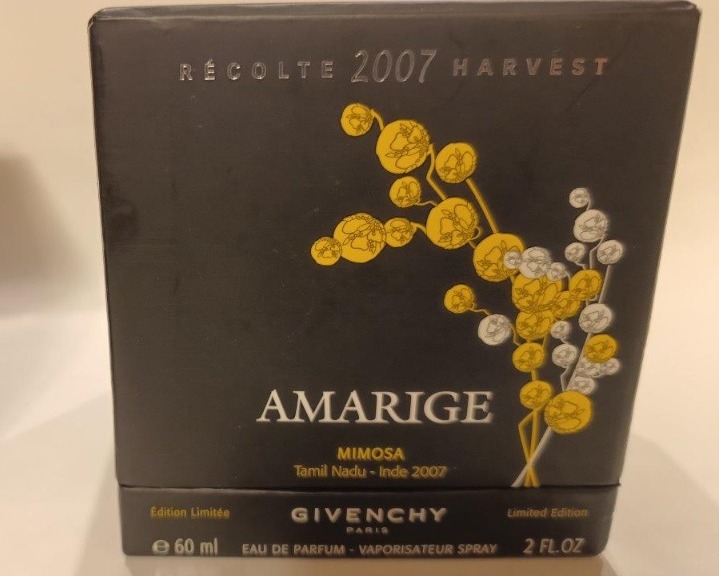 RÉCOLTE 2007 HARVEST
AMARIGE
MIMOSA
Tamil Nadu - Inde 2007
Édition Limitée GIVENCHY Limited Edition
PARIS
℮ 60 ml EAU DE PARFUM - VAPORISATEUR SPRAY 2 FL.OZ